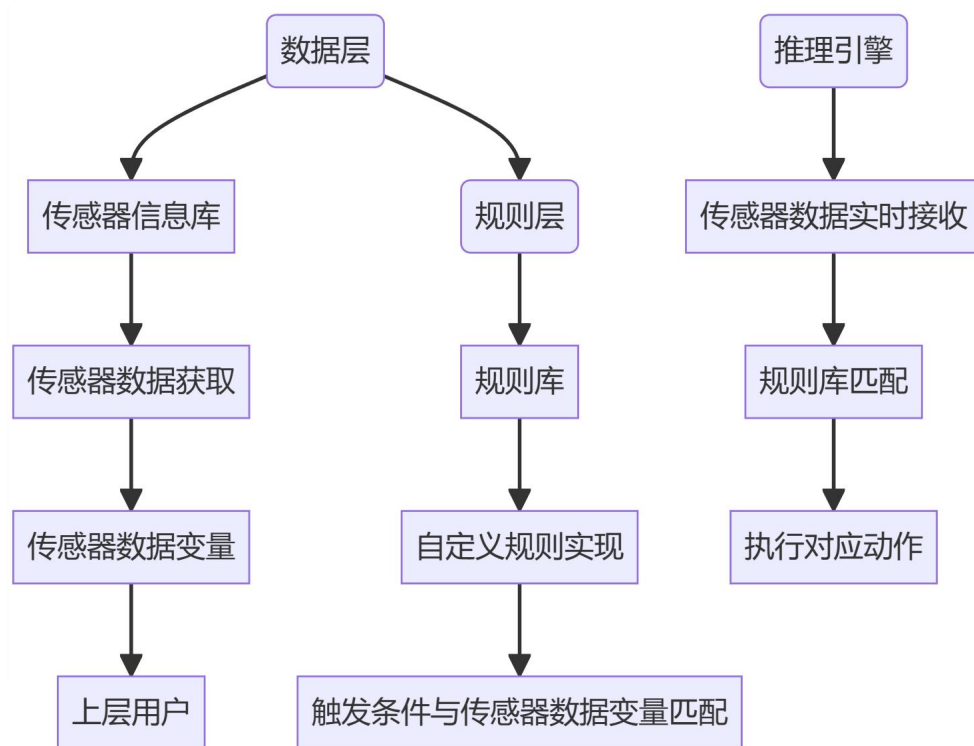 数据层
推理引擎
传感器信息库
规则层
传感器数据实时接收
传感器数据获取
规则库
规则库匹配
传感器数据变量
自定义规则实现
执行对应动作
上层用户
触发条件与传感器数据变量匹配